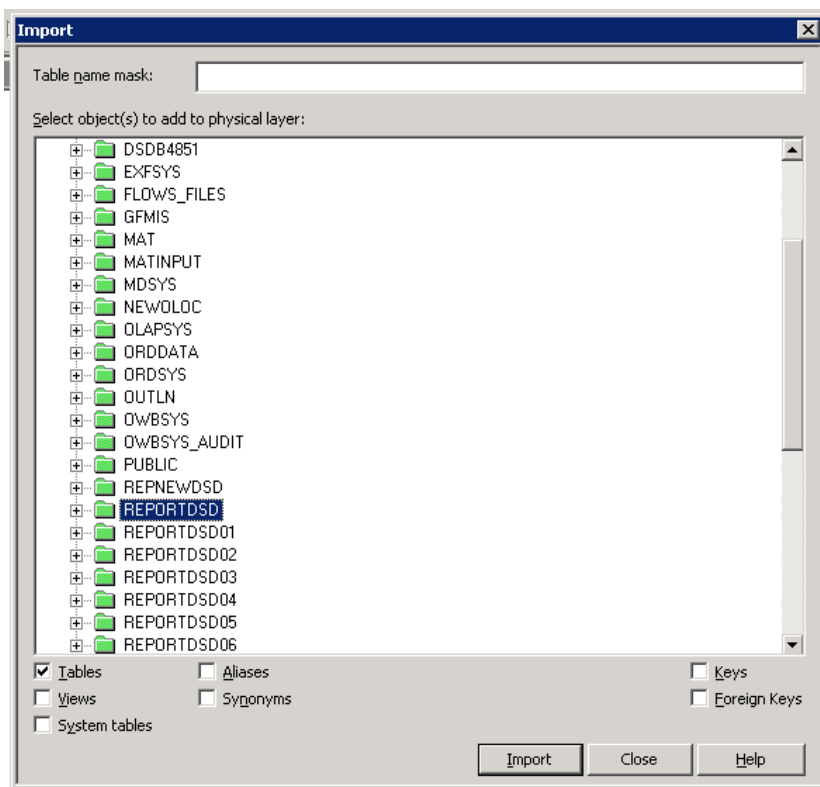 Import
Table name mask:
Select object(s) to add to physical layer:
DSDB4851
EXFSYS
FLOWS_FILES
GFMIS
MAT
MATINPUT
MDSYS
NEWOLOC
OLAPSYS
ORDDATA
ORDSYS
OUTLN
OWBSYS
OWBSYS_AUDIT
PUBLIC
REPNEWDSD
REPORTDSD
REPORTDSD01
REPORTDSD02
REPORTDSD03
REPORTDSD04
REPORTDSD05
REPORTDSD06
Tables Aliases Keys
Views Synonyms Foreign Keys
System tables
Import Close Help